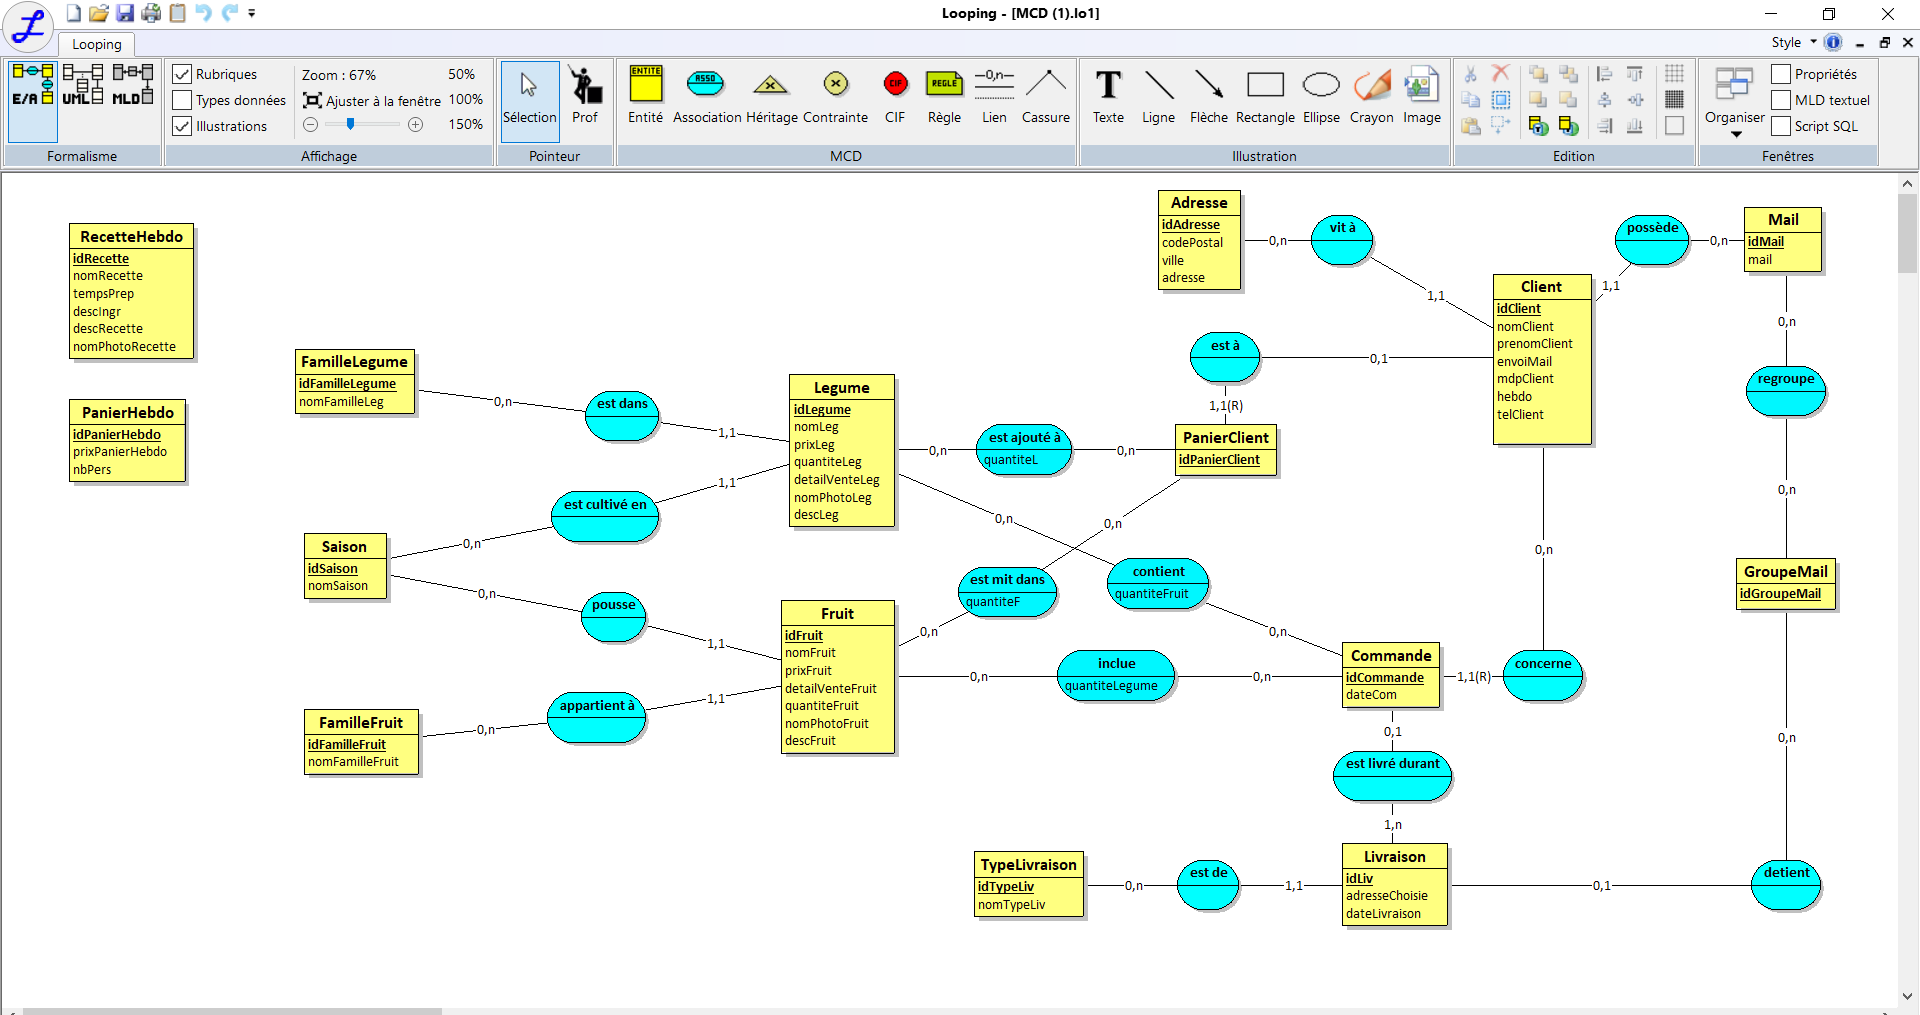 Looping - [MCD (1).lo1]
Looping
Style
E/A
UML
MLD
Formalisme
Rubriques
Types données
Illustrations
Zoom : 67%
50%
Ajuster à la fenêtre
100%
150%
Affichage
Sélection
Prof
Pointeur
ENTITE
Entité
ASSO
Association
Héritage
Contrainte
CIF
CIF
REGLE
Règle
0,n
Lien
Cassure
MCD
T
Texte
Ligne
Flèche
Rectangle
Ellipse
Crayon
Image
Illustration
Edition
Organiser
Propriétés
MLD textuel
Script SQL
Fenêtres
RecetteHebdo
idRecette
nomRecette
tempsPrep
descIngr
descRecette
nomPhotoRecette
PanierHebdo
idPanierHebdo
prixPanierHebdo
nbPers
FamilleLegume
idFamilleLegume
nomFamilleLeg
0,n
est dans
1,1
Saison
idSaison
nomSaison
0,n
est cultivé en
1,1
0,n
pousse
1,1
FamilleFruit
idFamilleFruit
nomFamilleFruit
0,n
appartient à
1,1
Legume
idLegume
nomLeg
prixLeg
quantiteLeg
detailVenteLeg
nomPhotoLeg
descLeg
Fruit
idFruit
nomFruit
prixFruit
detailVenteFruit
quantiteFruit
nomPhotoFruit
descFruit
0,n
est ajouté à
quantiteL
0,n
0,n
est mit dans
quantiteF
0,n
0,n
contient
quantiteFruit
0,n
0,n
inclue
quantiteLegume
0,n
Adresse
idAdresse
codePostal
ville
adresse
0,n
vit à
1,1
est à
0,1
1,1(R)
PanierClient
idPanierClient
Client
idClient
nomClient
prenomClient
envoiMail
mdpClient
hebdo
telClient
1,1
possède
0,n
Mail
idMail
mail
0,n
regroupe
0,n
GroupeMail
idGroupeMail
0,n
detient
0,1
0,n
concerne
1,1(R)
Commande
idCommande
dateCom
0,1
est livré durant
1,n
Livraison
idLiv
adresseChoisie
dateLivraison
1,1
est de
0,n
TypeLivraison
idTypeLiv
nomTypeLiv